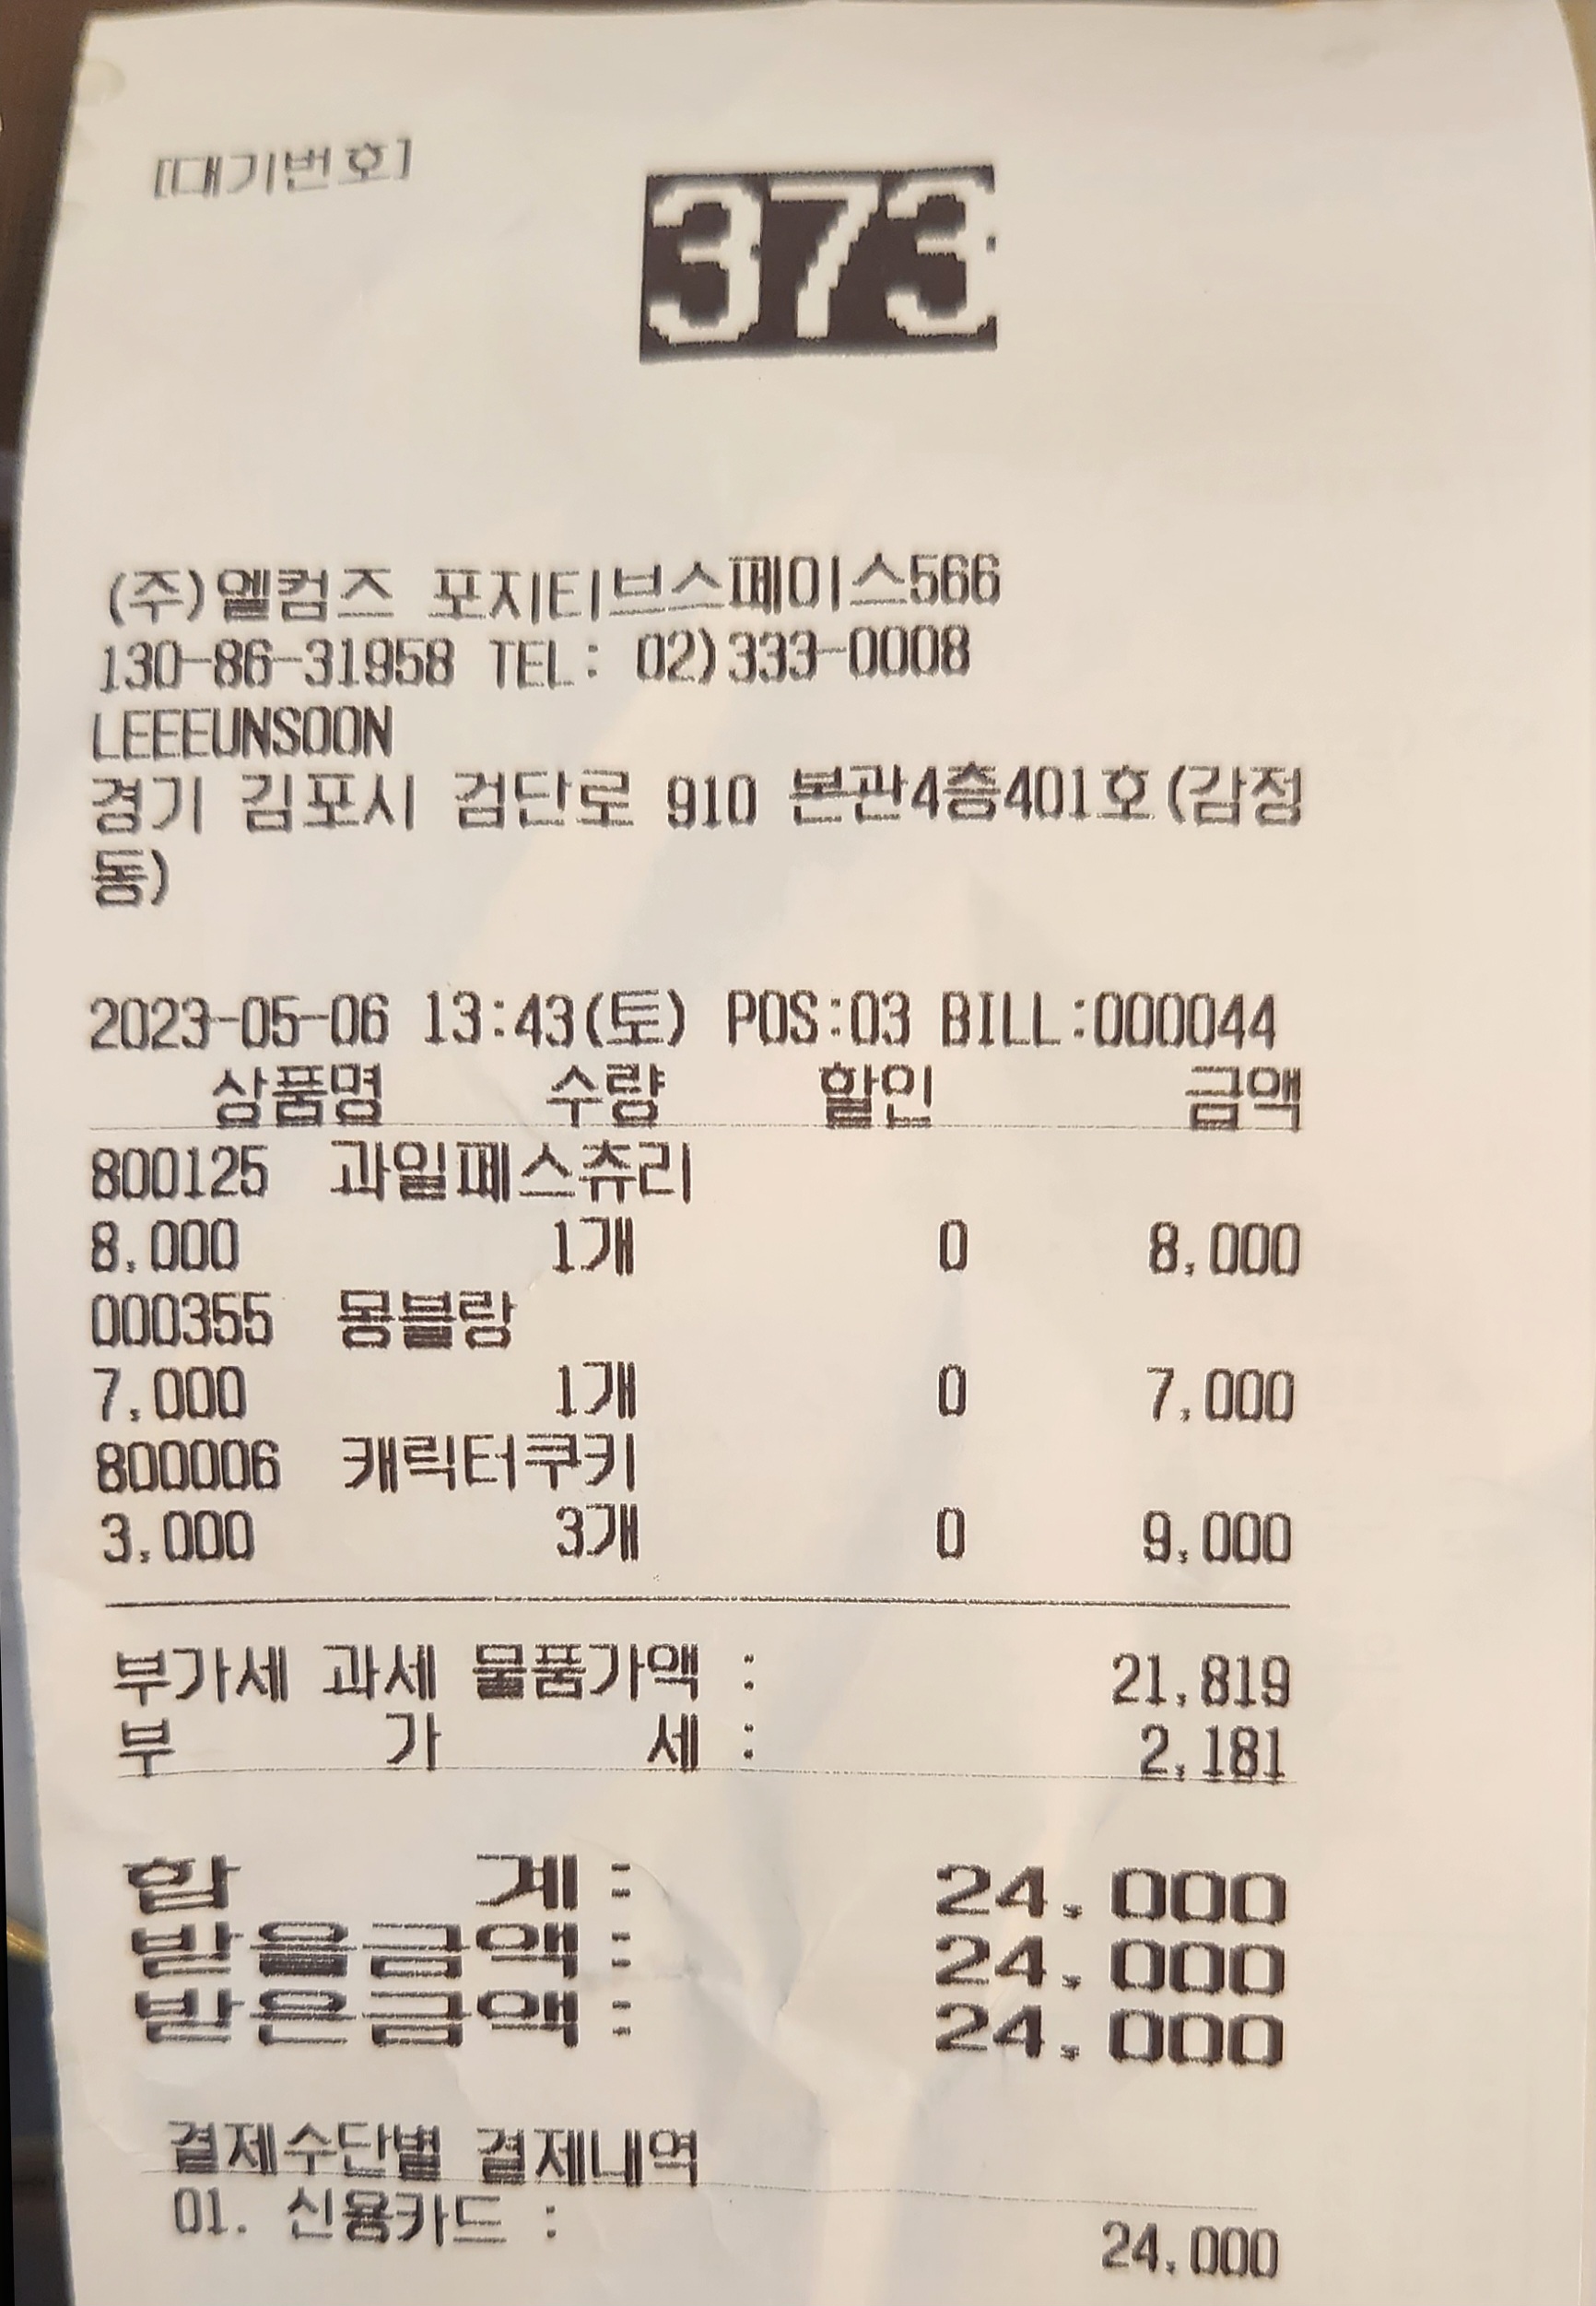 [대기번호]
373
(주)엘컴즈 포지티브스페이스566
130-86-31958 TEL: 02)333-0008
LEEEUNSOON
경기 김포시 검단로 910 본관4층401호(감정
동)
2023-05-06 13:43(토) POS:03 BILL:000044
상품명 수량 할인 금액
800125 과일페스츄리
8,000 1개 0 8,000
000355 몽블랑
7,000 1개 0 7,000
800006 캐릭터쿠키
3,000 3개 0 9,000
부가세 과세 물품가액 : 21,819
부 가 세 : 2,181
합 계 : 24,000
받을금액 : 24,000
받은금액 : 24,000
결제수단별 결제내역
01. 신용카드 : 24,000